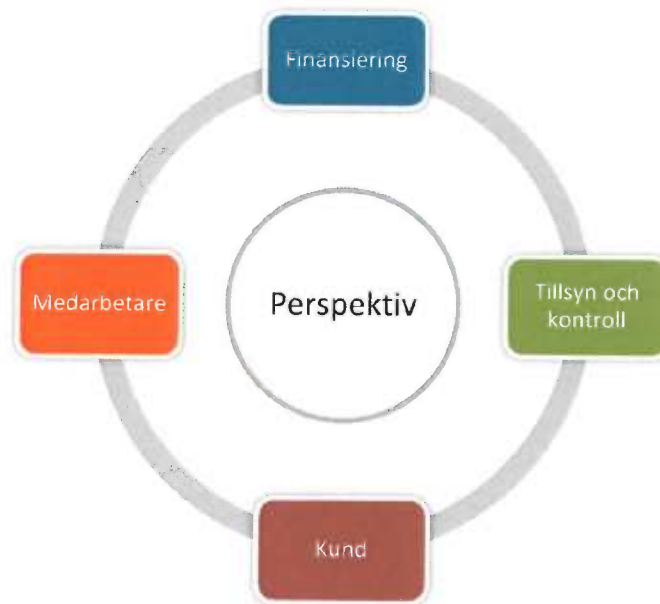 Finansiering
Medarbetare
Perspektiv
Tillsyn och
kontroll
Kund